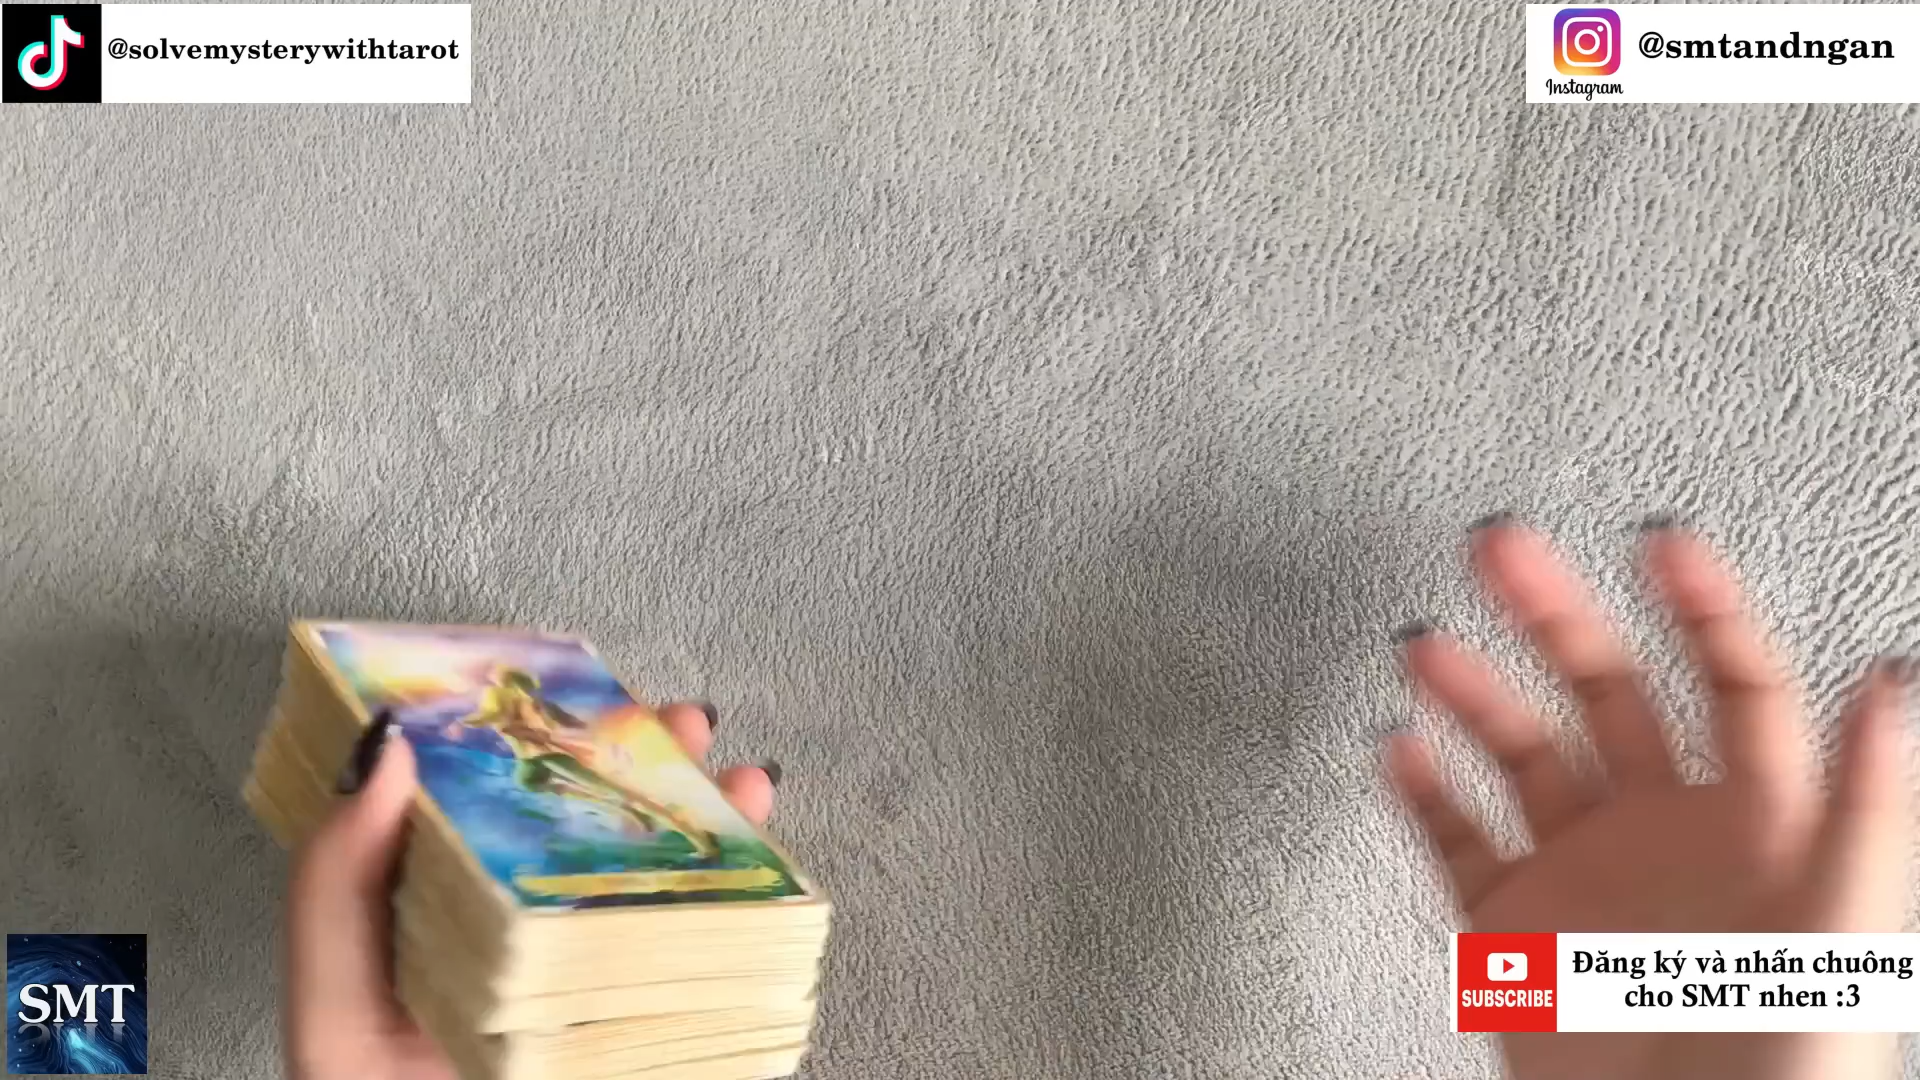 @solvemysterywithtarot
Instagram
@smtandngan
SMT
SUBSCRIBE
Đăng ký và nhấn chuông
cho SMT nhen :3